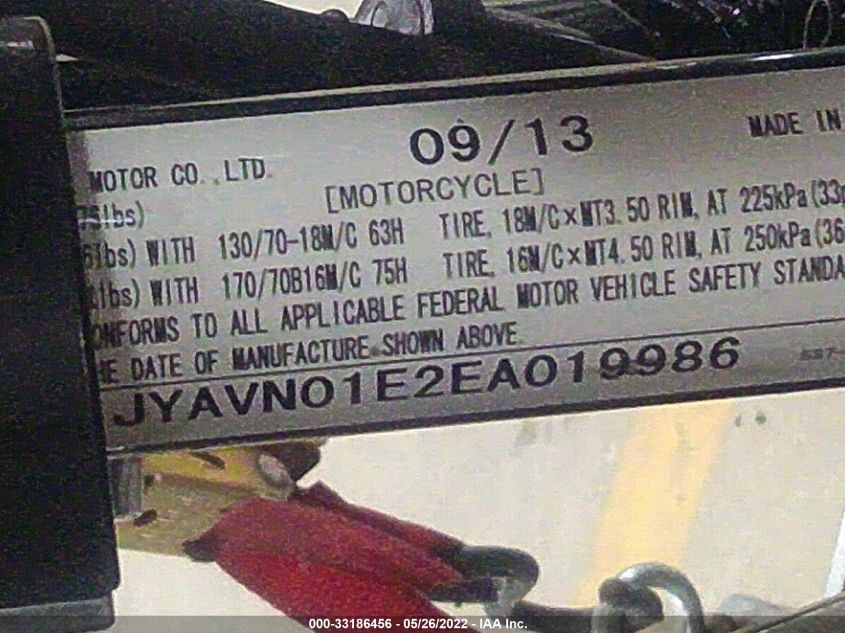 09/13 MADE IN
MOTOR CO.,LTD.
[MOTORCYCLE]
lbs)
lbs) WITH 130/70-18M/C 63H TIRE, 18M/C×MT3.50 RIM, AT 225kPa(33p
lbs) WITH 170/70B16M/C 75H TIRE, 16M/C×MT4.50 RIM, AT 250kPa(36
ONFORMS TO ALL APPLICABLE FEDERAL MOTOR VEHICLE SAFETY STANDA
HE DATE OF MANUFACTURE SHOWN ABOVE.
JYAVN01E2EA019986
000-33186456 - 05/26/2022 - IAA Inc.